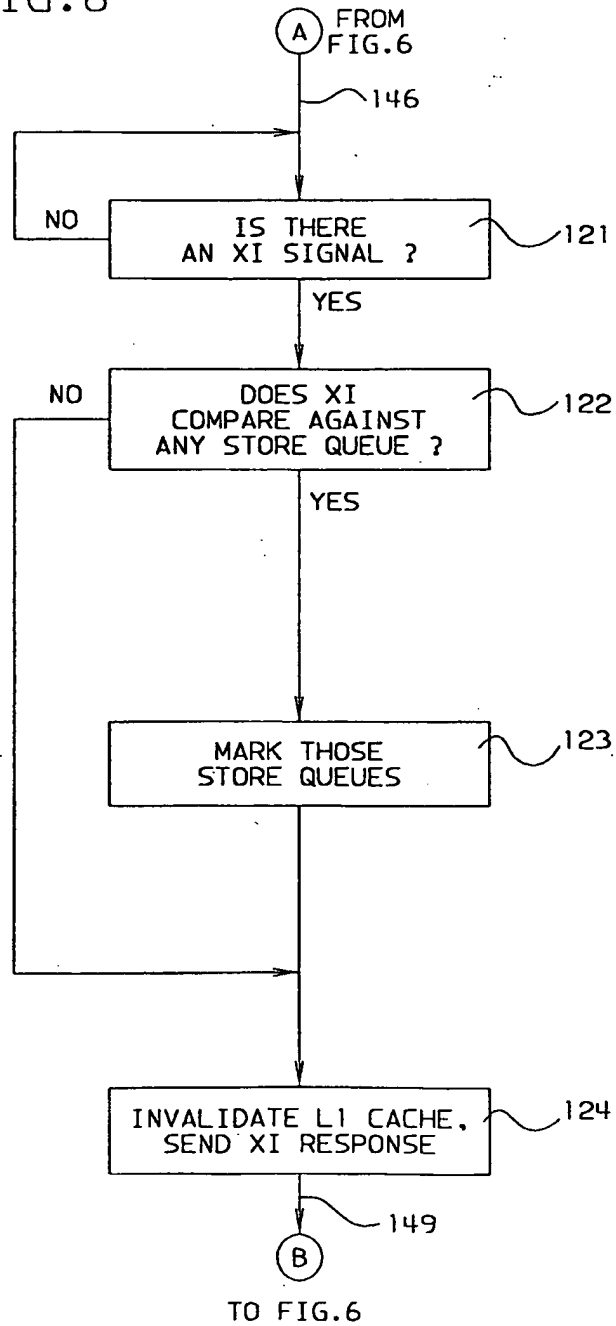 FIG.8
A FROM
FIG.6
146
NO
IS THERE
AN XI SIGNAL ?
121
YES
NO
DOES XI
COMPARE AGAINST
ANY STORE QUEUE ?
122
YES
MARK THOSE
STORE QUEUES
123
INVALIDATE L1 CACHE,
SEND XI RESPONSE
124
149
B
TO FIG.6